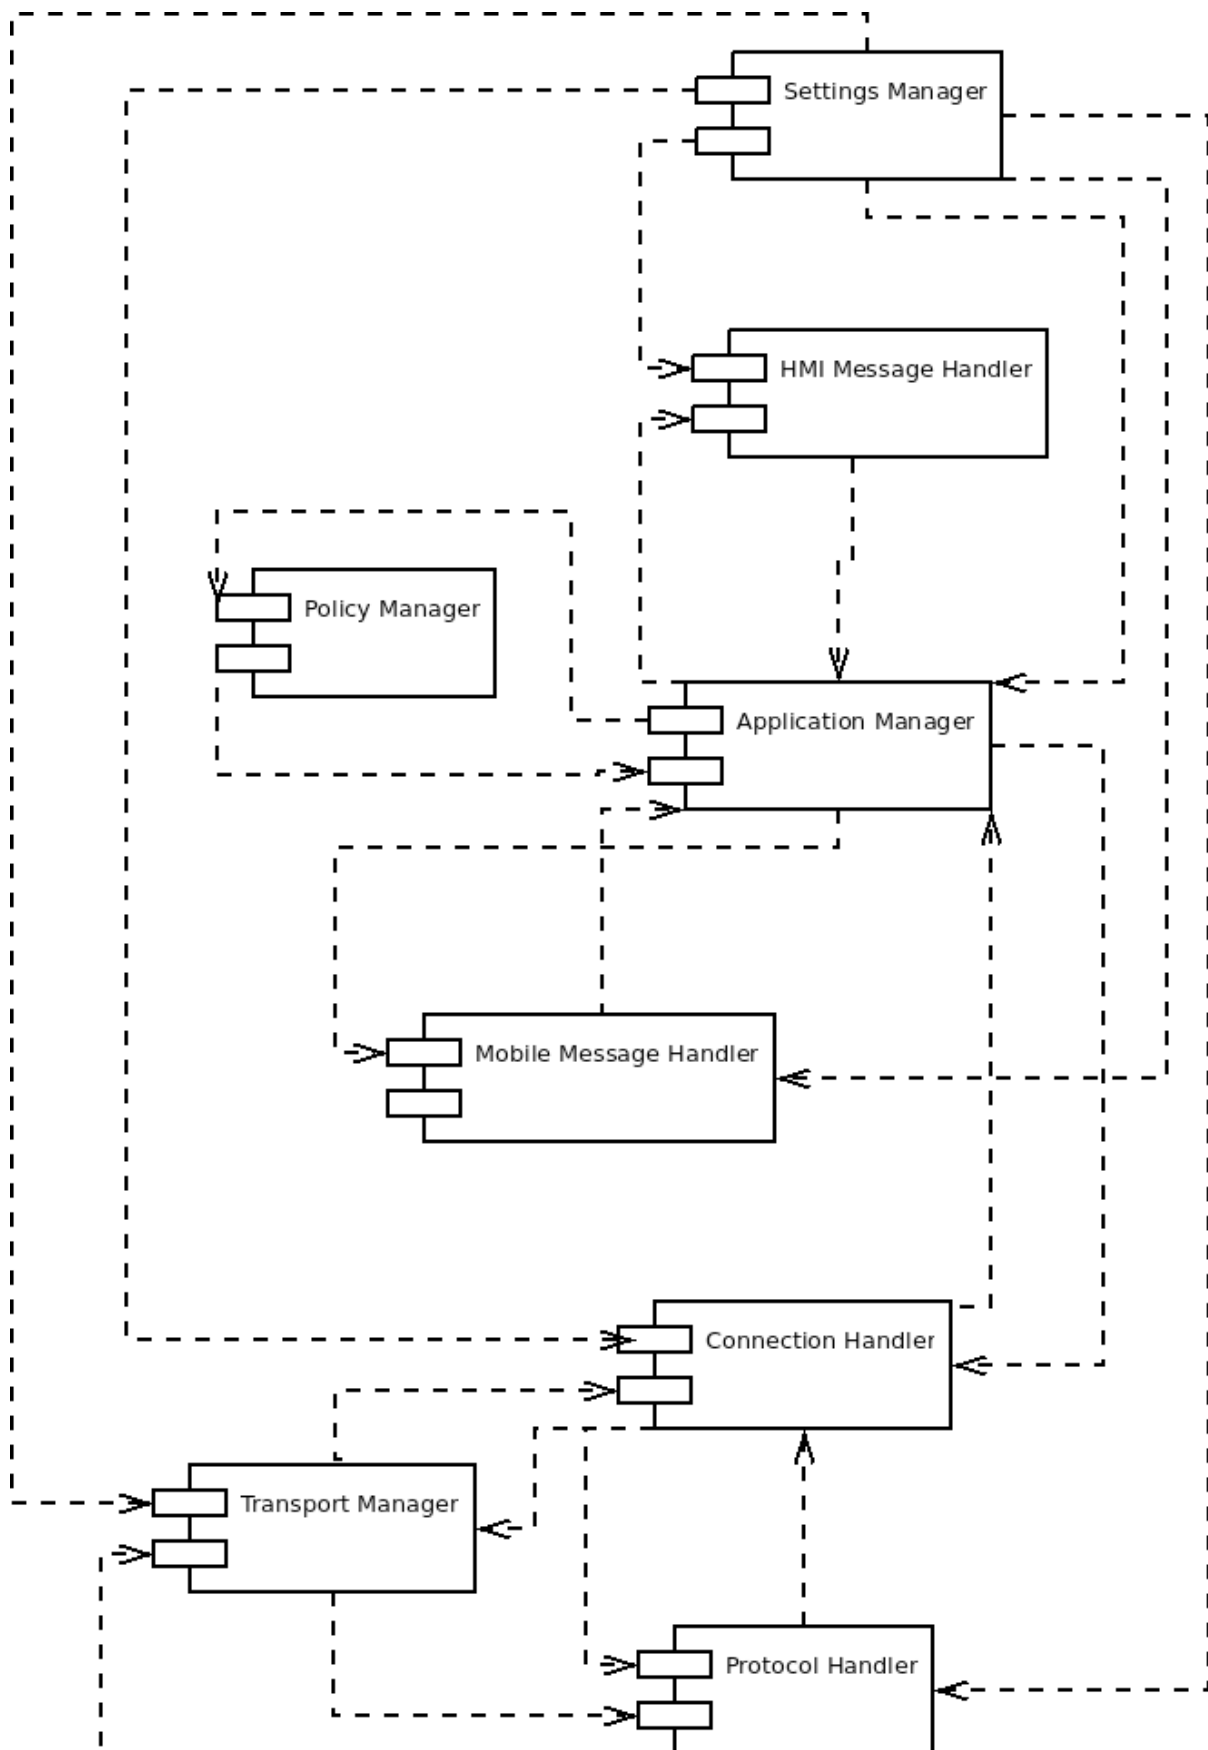 Settings Manager
HMI Message Handler
Policy Manager
Application Manager
Mobile Message Handler
Connection Handler
Transport Manager
Protocol Handler